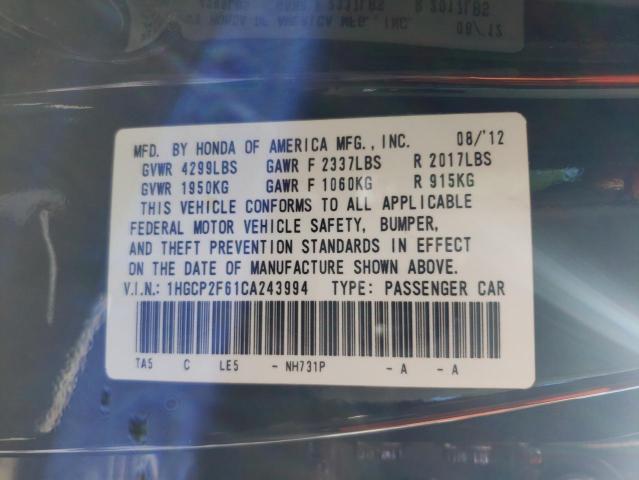 MFD. BY HONDA OF AMERICA MFG., INC. 08/'12
GVWR 4299LBS GAWR F 2337LBS R 2017LBS
GVWR 1950KG GAWR F 1060KG R 915KG
THIS VEHICLE CONFORMS TO ALL APPLICABLE
FEDERAL MOTOR VEHICLE SAFETY, BUMPER,
AND THEFT PREVENTION STANDARDS IN EFFECT
ON THE DATE OF MANUFACTURE SHOWN ABOVE.
V.I.N.: 1HGCP2F61CA243994 TYPE: PASSENGER CAR
TA5 C LE5 - NH731P - A - A